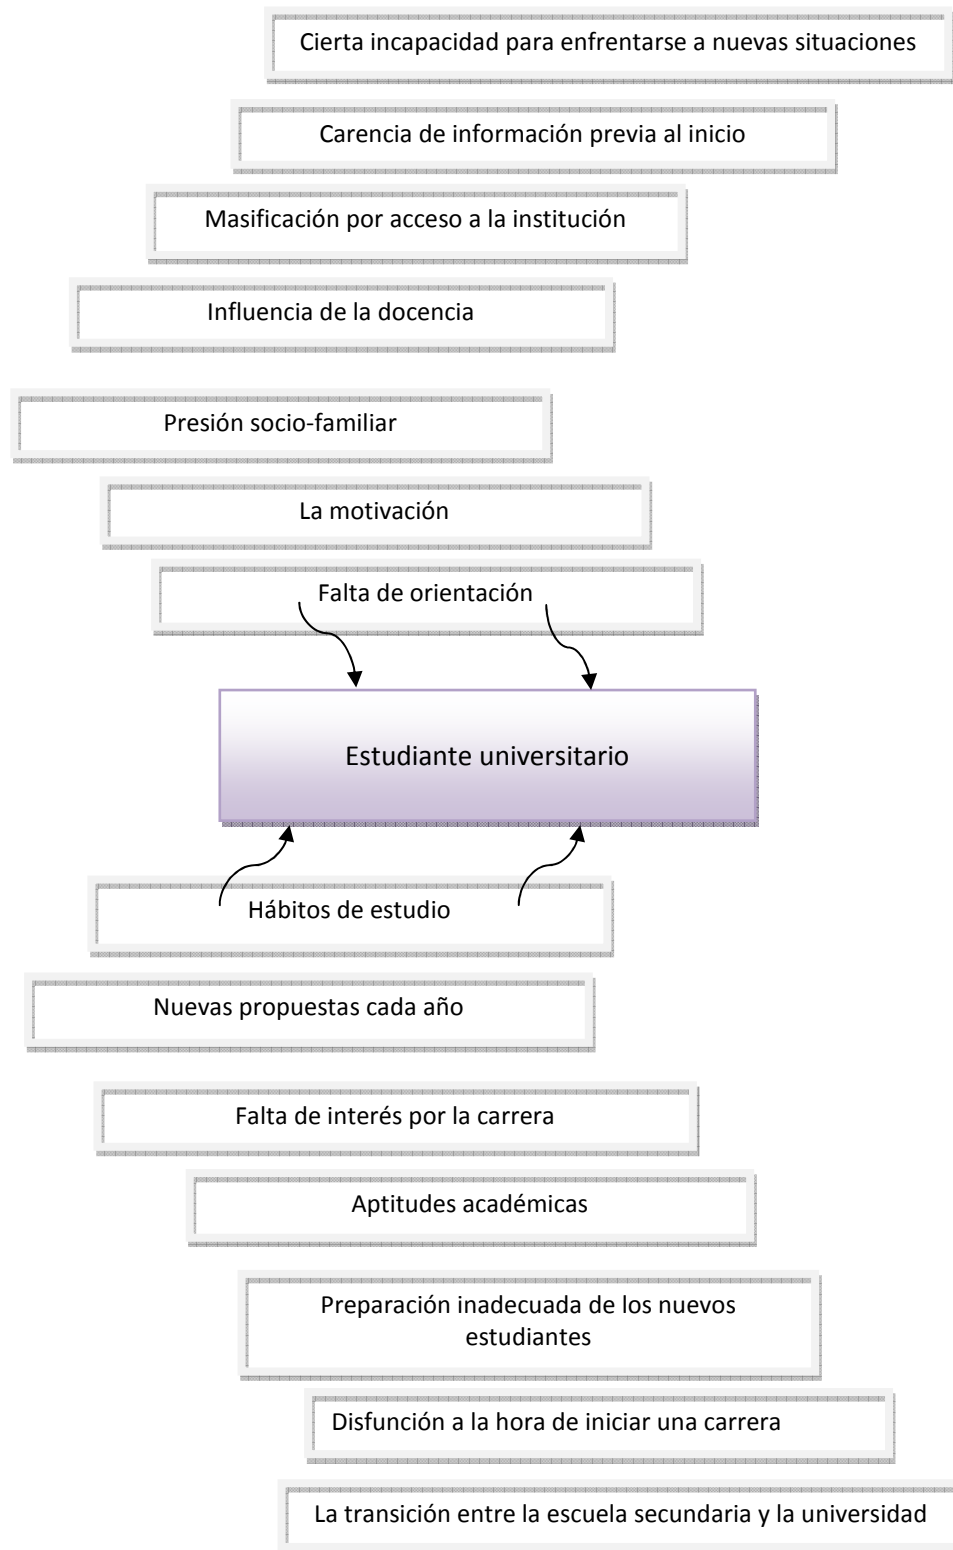 Cierta incapacidad para enfrentarse a nuevas situaciones
Carencia de información previa al inicio
Masificación por acceso a la institución
Influencia de la docencia
Presión socio-familiar
La motivación
Falta de orientación
Estudiante universitario
Hábitos de estudio
Nuevas propuestas cada año
Falta de interés por la carrera
Aptitudes académicas
Preparación inadecuada de los nuevos
estudiantes
Disfunción a la hora de iniciar una carrera
La transición entre la escuela secundaria y la universidad